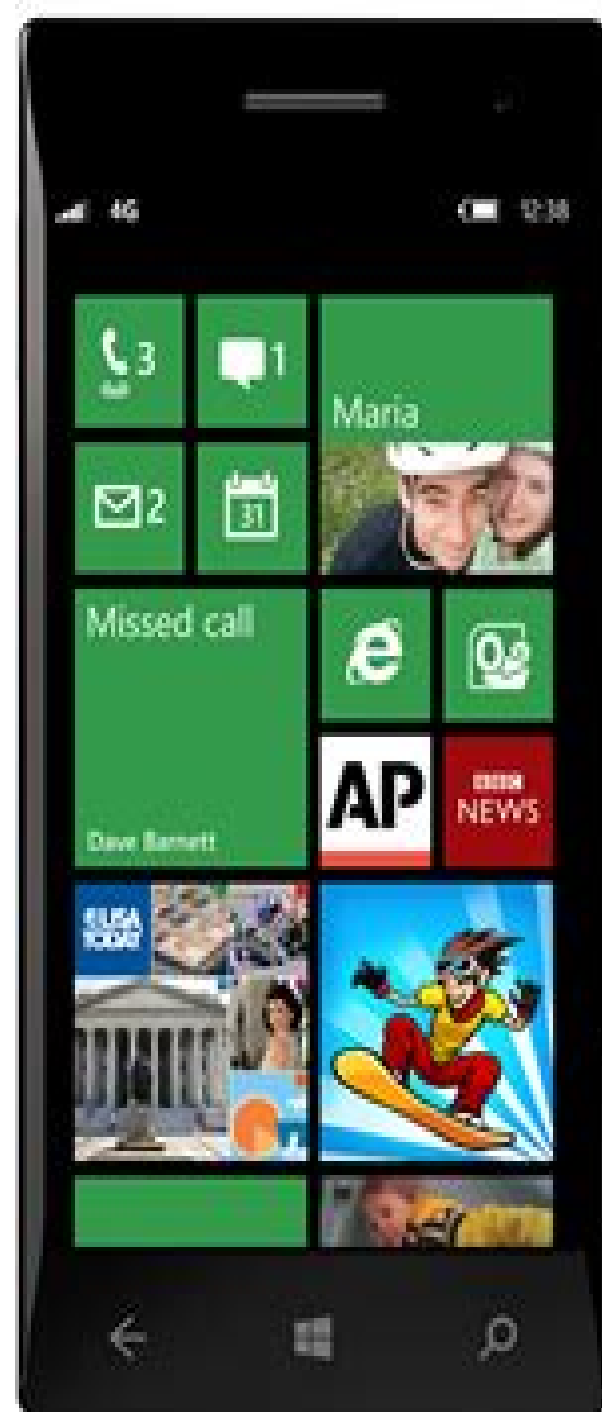 4G 12:38
3 1
Maria
2 31
Missed call
Dave Barnett
AP
BBC
NEWS
USA
TODAY